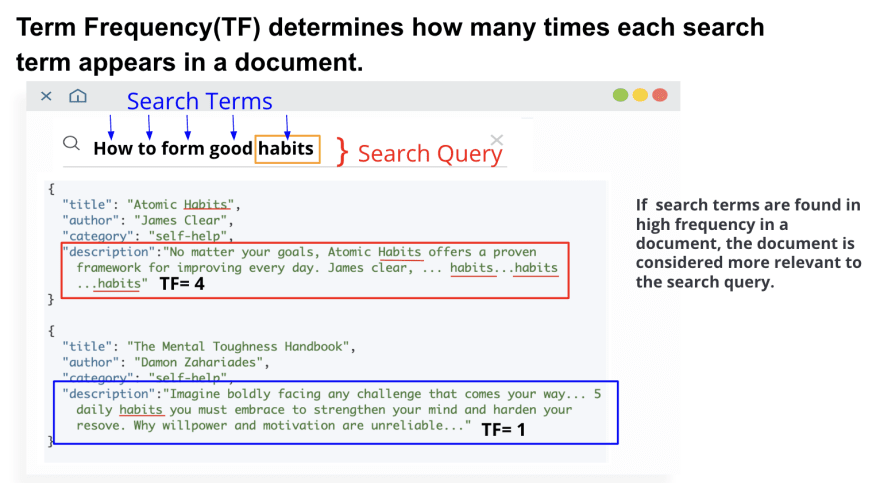 Term Frequency(TF) determines how many times each search
term appears in a document.
Search Terms
How to form good habits
} Search Query
{
"title": "Atomic Habits",
"author": "James Clear",
"category": "self-help",
"description":"No matter your goals, Atomic Habits offers a proven
framework for improving every day. James clear, ... habits...habits
...habits" TF= 4
}
{
"title": "The Mental Toughness Handbook",
"author": "Damon Zahariades",
"category": "self-help",
"description":"Imagine boldly facing any challenge that comes your way... 5
daily habits you must embrace to strengthen your mind and harden your
resove. Why willpower and motivation are unreliable..." TF= 1
}
If search terms are found in
high frequency in a
document, the document is
considered more relevant to
the search query.